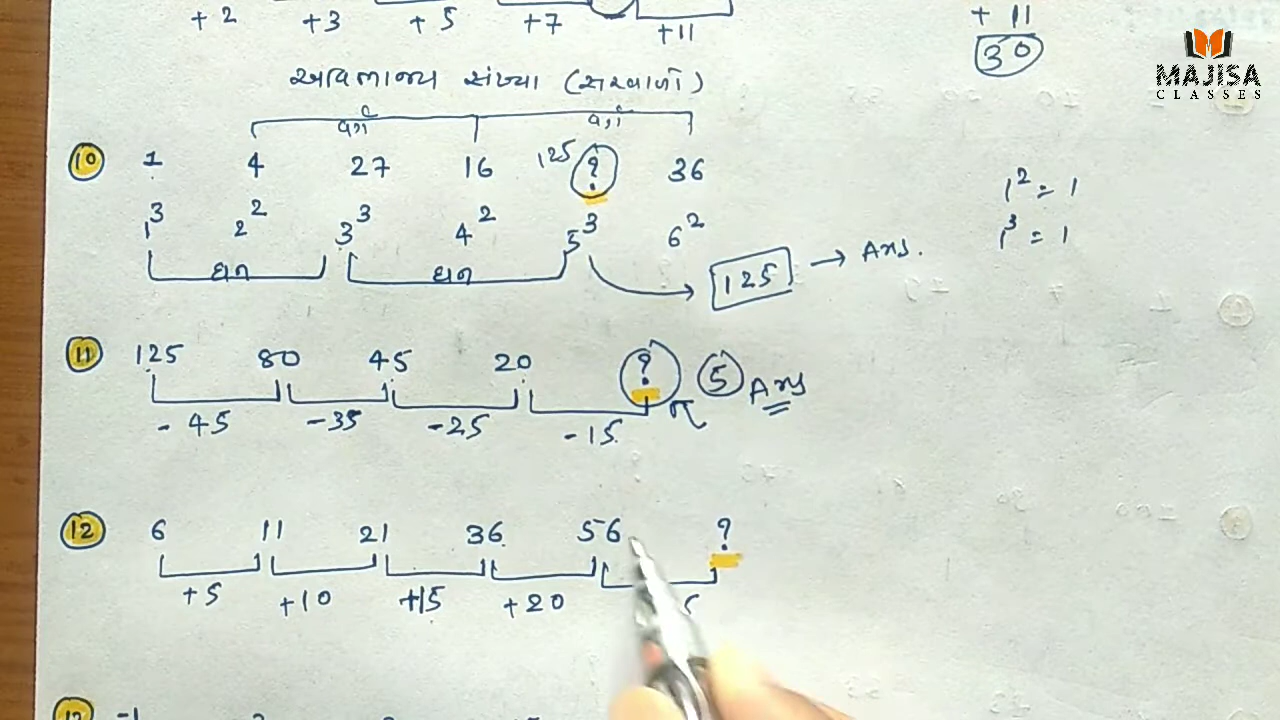 +2 +3 +5 +7 +11
+ 11
30
MAJISA
CLASSES
અવિભાજ્ય સંખ્યા (સરવાળો)
વર્ગ વર્ગ
10 1 4 27 16 125 ? 36
1³ 2² 3³ 4² 5³ 6²
ઘન ઘન
125 → Ans.
1² = 1
1³ = 1
11 125 80 45 20 ? 5 Ans
-45 -35 -25 -15
12 6 11 21 36 56 ?
+5 +10 +15 +20